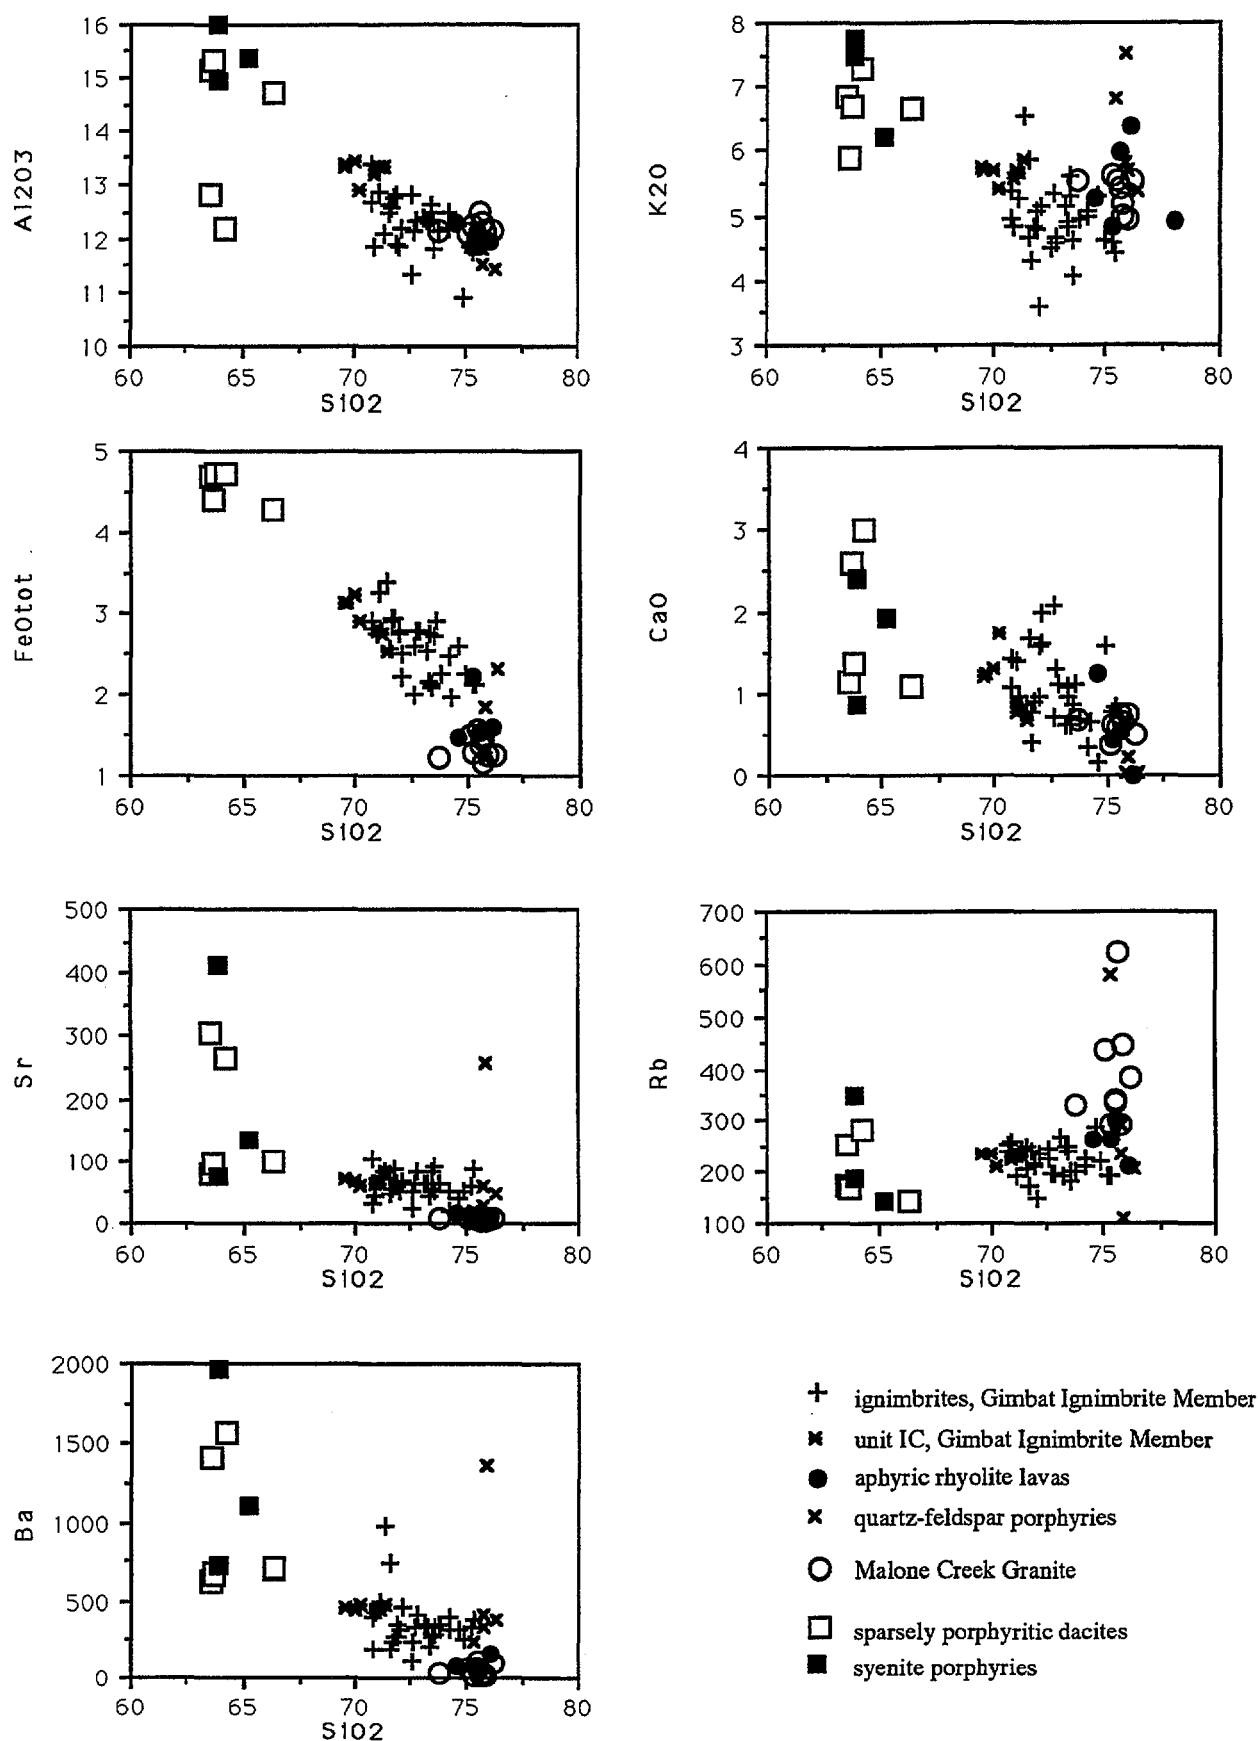 16
15
14
13
12
11
10
Al2O3
60 65 70 75 80
SiO2
8
7
6
5
4
3
K2O
60 65 70 75 80
SiO2
5
4
3
2
1
FeOtot.
60 65 70 75 80
SiO2
4
3
2
1
0
CaO
60 65 70 75 80
SiO2
500
400
300
200
100
0
Sr
60 65 70 75 80
SiO2
700
600
500
400
300
200
100
Rb
60 65 70 75 80
SiO2
2000
1500
1000
500
0
Ba
60 65 70 75 80
SiO2
ignimbrites, Gimbat Ignimbrite Member
unit IC, Gimbat Ignimbrite Member
aphyric rhyolite lavas
quartz-feldspar porphyries
Malone Creek Granite
sparsely porphyritic dacites
syenite porphyries